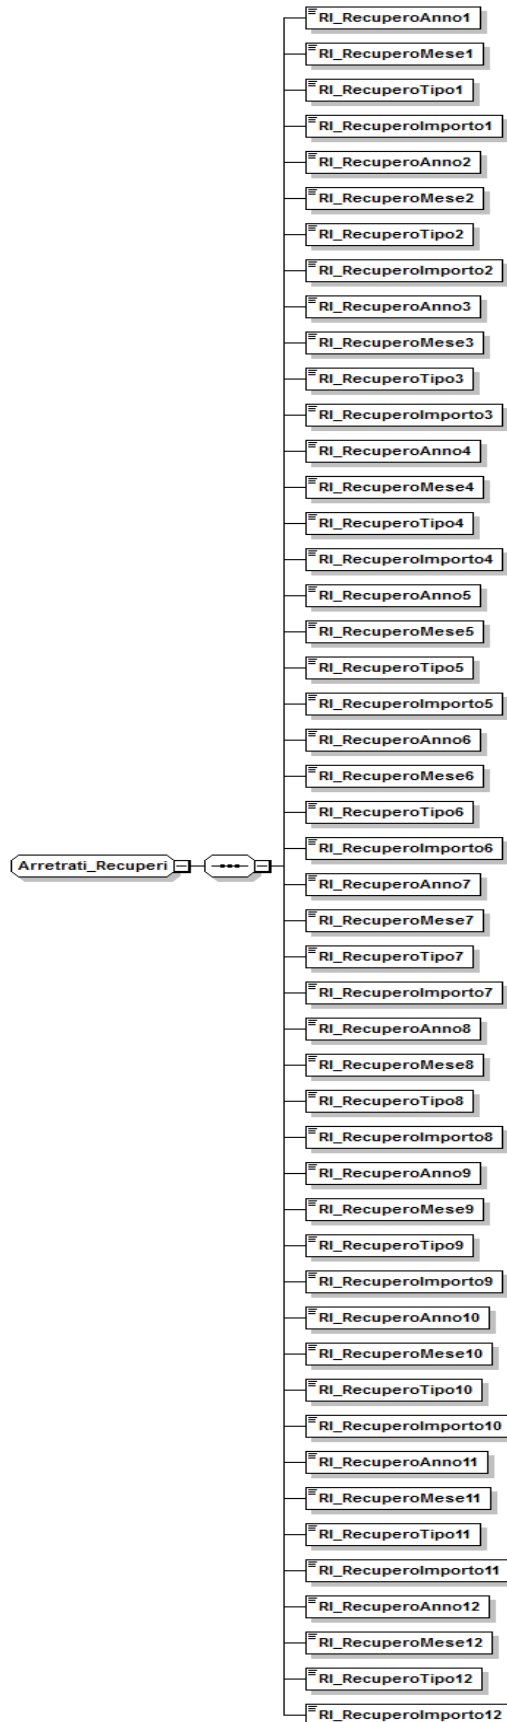 RI_RecuperoAnno1
RI_RecuperoMese1
RI_RecuperoTipo1
RI_RecuperoImporto1
RI_RecuperoAnno2
RI_RecuperoMese2
RI_RecuperoTipo2
RI_RecuperoImporto2
RI_RecuperoAnno3
RI_RecuperoMese3
RI_RecuperoTipo3
RI_RecuperoImporto3
RI_RecuperoAnno4
RI_RecuperoMese4
RI_RecuperoTipo4
RI_RecuperoImporto4
RI_RecuperoAnno5
RI_RecuperoMese5
RI_RecuperoTipo5
RI_RecuperoImporto5
RI_RecuperoAnno6
RI_RecuperoMese6
RI_RecuperoTipo6
RI_RecuperoImporto6
Arretrati_Recuperi
RI_RecuperoAnno7
RI_RecuperoMese7
RI_RecuperoTipo7
RI_RecuperoImporto7
RI_RecuperoAnno8
RI_RecuperoMese8
RI_RecuperoTipo8
RI_RecuperoImporto8
RI_RecuperoAnno9
RI_RecuperoMese9
RI_RecuperoTipo9
RI_RecuperoImporto9
RI_RecuperoAnno10
RI_RecuperoMese10
RI_RecuperoTipo10
RI_RecuperoImporto10
RI_RecuperoAnno11
RI_RecuperoMese11
RI_RecuperoTipo11
RI_RecuperoImporto11
RI_RecuperoAnno12
RI_RecuperoMese12
RI_RecuperoTipo12
RI_RecuperoImporto12